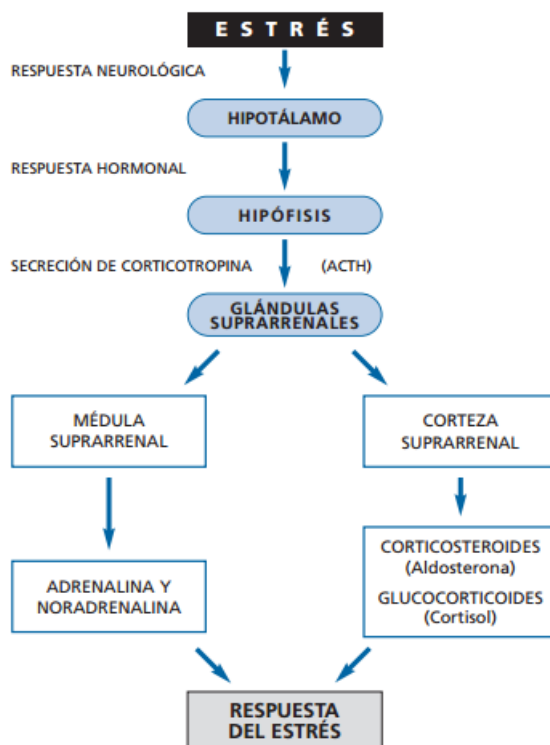 ESTRÉS
RESPUESTA NEUROLÓGICA
HIPOTÁLAMO
RESPUESTA HORMONAL
HIPÓFISIS
SECRECIÓN DE CORTICOTROPINA (ACTH)
GLÁNDULAS
SUPRARRENALES
MÉDULA
SUPRARRENAL
CORTEZA
SUPRARRENAL
ADRENALINA Y
NORADRENALINA
CORTICOSTEROIDES
(Aldosterona)
GLUCOCORTICOIDES
(Cortisol)
RESPUESTA
DEL ESTRÉS